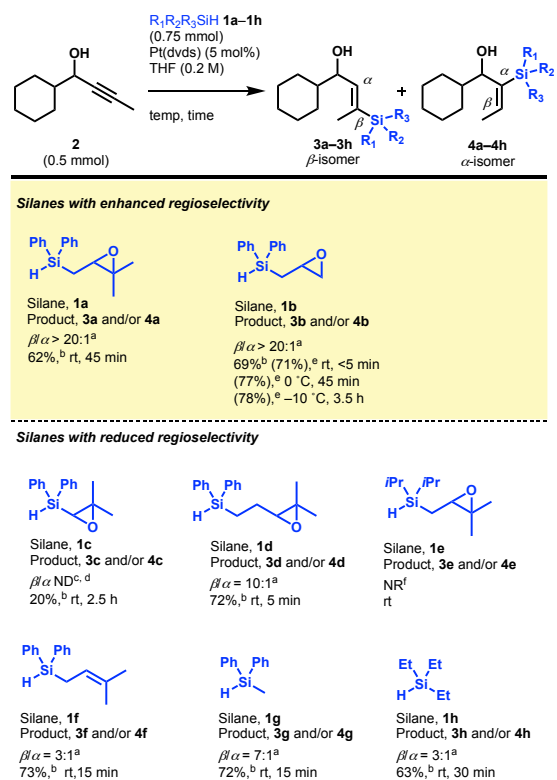 R1R2R3SiH 1a–1h
(0.75 mmol)
Pt(dvds) (5 mol%)
THF (0.2 M)
temp, time
OH
2
(0.5 mmol)
OH
α
β
Si
R3
R1
R2
3a–3h
β-isomer
+
OH
α
R1
Si
R2
R3
β
4a–4h
α-isomer
Silanes with enhanced regioselectivity
Ph Ph
H Si O
Silane, 1a
Product, 3a and/or 4a
β/α > 20:1a
62%,b rt, 45 min
Ph Ph
H Si O
Silane, 1b
Product, 3b and/or 4b
β/α > 20:1a
69%b (71%),e rt, <5 min
(77%),e 0 ˚C, 45 min
(78%),e –10 ˚C, 3.5 h
Silanes with reduced regioselectivity
Ph Ph
H Si O
Silane, 1c
Product, 3c and/or 4c
β/α NDc, d
20%,b rt, 2.5 h
Ph Ph
H Si O
Silane, 1d
Product, 3d and/or 4d
β/α = 10:1a
72%,b rt, 5 min
iPr iPr
H Si O
Silane, 1e
Product, 3e and/or 4e
NRf
rt
Ph Ph
H Si
Silane, 1f
Product, 3f and/or 4f
β/α = 3:1a
73%,b rt,15 min
Ph Ph
H Si
Silane, 1g
Product, 3g and/or 4g
β/α = 7:1a
72%,b rt, 15 min
Et Et
H Si Et
Silane, 1h
Product, 3h and/or 4h
β/α = 3:1a
63%,b rt, 30 min